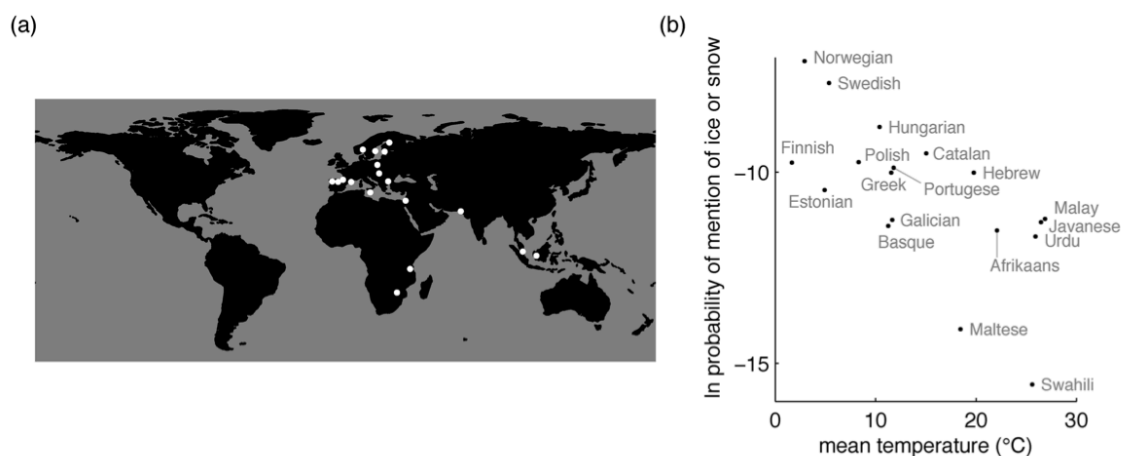 (a)
(b)
ln probability of mention of ice or snow
−10
−15
Norwegian
Swedish
Hungarian
Finnish
Polish
Catalan
Greek
Portugese
Hebrew
Estonian
Galician
Basque
Malay
Javanese
Urdu
Afrikaans
Maltese
Swahili
0 10 20 30
mean temperature (°C)